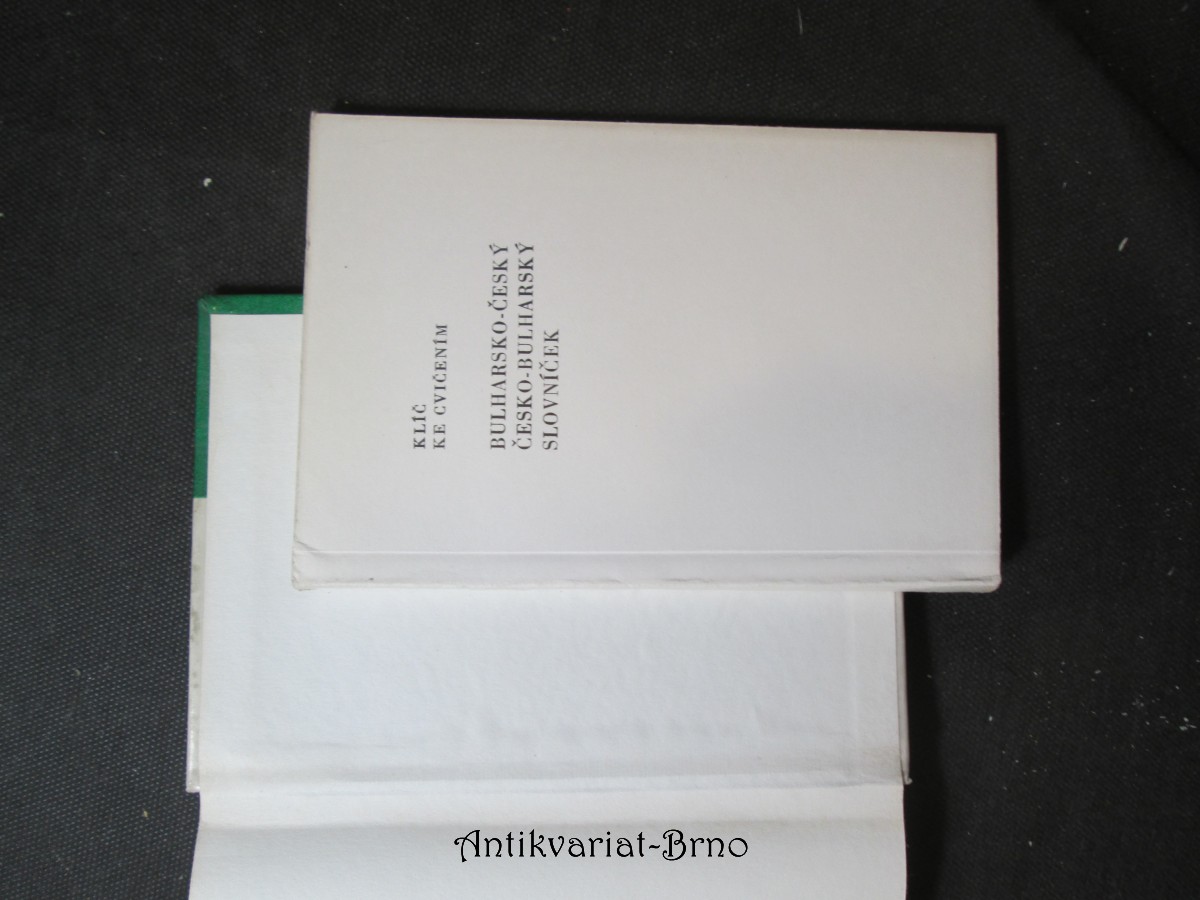 KLÍČ
KE CVIČENÍM
BULHARSKO-ČESKÝ
ČESKO-BULHARSKÝ
SLOVNÍČEK
Antikvariat-Brno